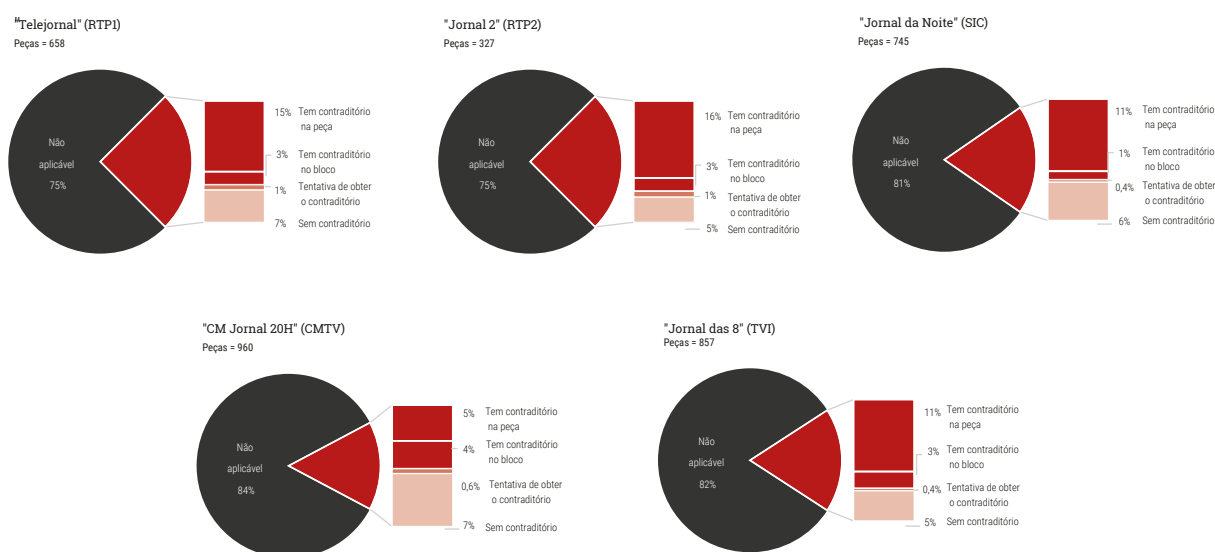 "Telejornal" (RTP1)
Peças = 658
Não
aplicável
75%
15% Tem contraditório
na peça
3% Tem contraditório
no bloco
1% Tentativa de obter
o contraditório
7% Sem contraditório
"Jornal 2" (RTP2)
Peças = 327
Não
aplicável
75%
16% Tem contraditório
na peça
3% Tem contraditório
no bloco
1% Tentativa de obter
o contraditório
5% Sem contraditório
"Jornal da Noite" (SIC)
Peças = 745
Não
aplicável
81%
11% Tem contraditório
na peça
1% Tem contraditório
no bloco
0,4% Tentativa de obter
o contraditório
6% Sem contraditório
"CM Jornal 20H" (CMTV)
Peças = 960
Não
aplicável
84%
5% Tem contraditório
na peça
4% Tem contraditório
no bloco
0,6% Tentativa de obter
o contraditório
7% Sem contraditório
"Jornal das 8" (TVI)
Peças = 857
Não
aplicável
82%
11% Tem contraditório
na peça
3% Tem contraditório
no bloco
0,4% Tentativa de obter
o contraditório
5% Sem contraditório